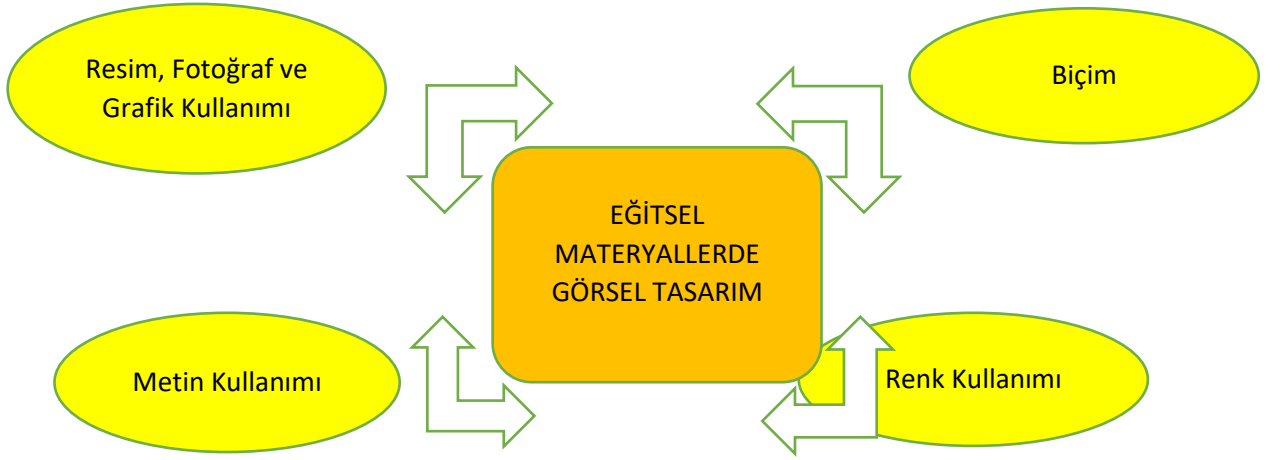 Resim, Fotoğraf ve
Grafik Kullanımı
Biçim
EĞİTSEL
MATERYALLERDE
GÖRSEL TASARIM
Metin Kullanımı
Renk Kullanımı